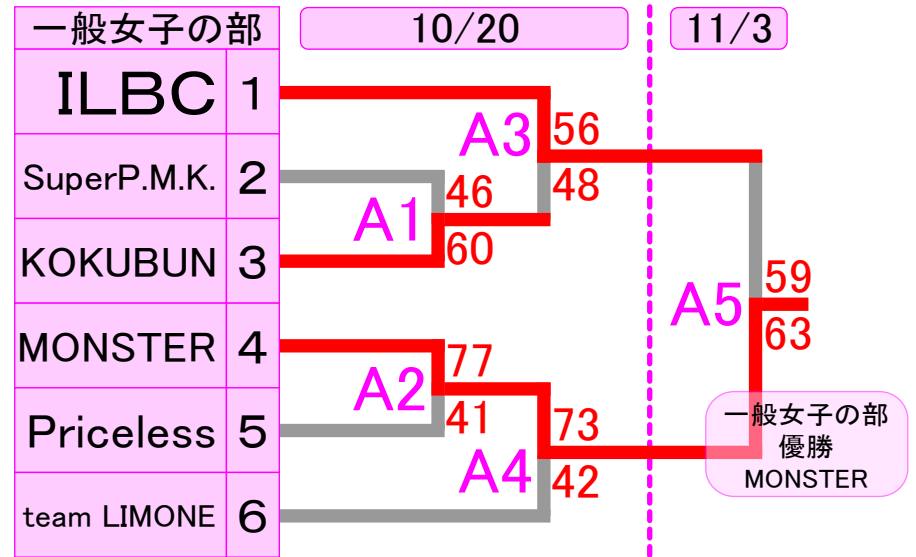 一般女子の部
10/20
11/3
ILBC 1
SuperP.M.K. 2
KOKUBUN 3
MONSTER 4
Priceless 5
team LIMONE 6
A3
56
48
A1
46
60
A2
77
41
A4
73
42
A5
59
63
一般女子の部
優勝
MONSTER